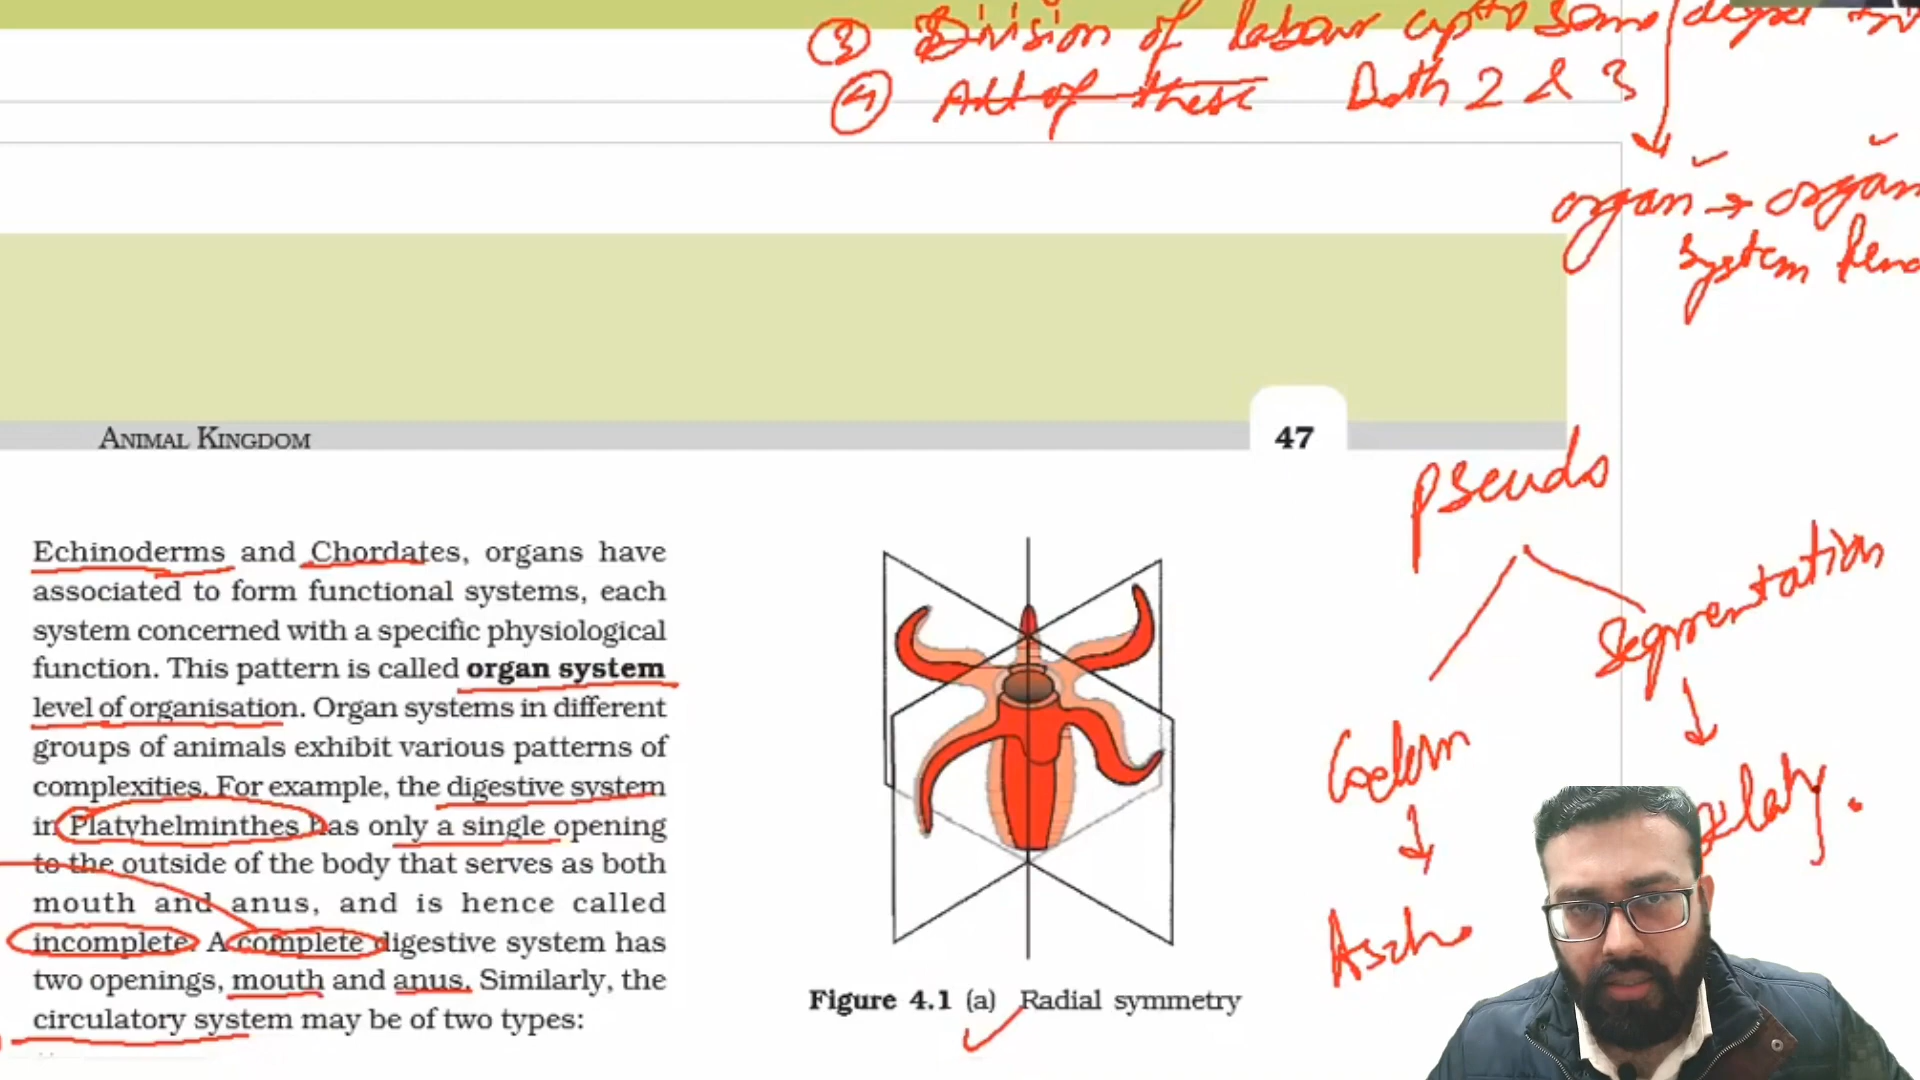 ③ Division of labour upto some degree
④ All of these Both 2 & 3
organ → organ
system
ANIMAL KINGDOM
47
Pseudo
Segmentation
Coelom
Platy.
Asch.
Echinoderms and Chordates, organs have
associated to form functional systems, each
system concerned with a specific physiological
function. This pattern is called organ system
level of organisation. Organ systems in different
groups of animals exhibit various patterns of
complexities. For example, the digestive system
in Platyhelminthes has only a single opening
to the outside of the body that serves as both
mouth and anus, and is hence called
incomplete. A complete digestive system has
two openings, mouth and anus. Similarly, the
circulatory system may be of two types:
Figure 4.1 (a) Radial symmetry